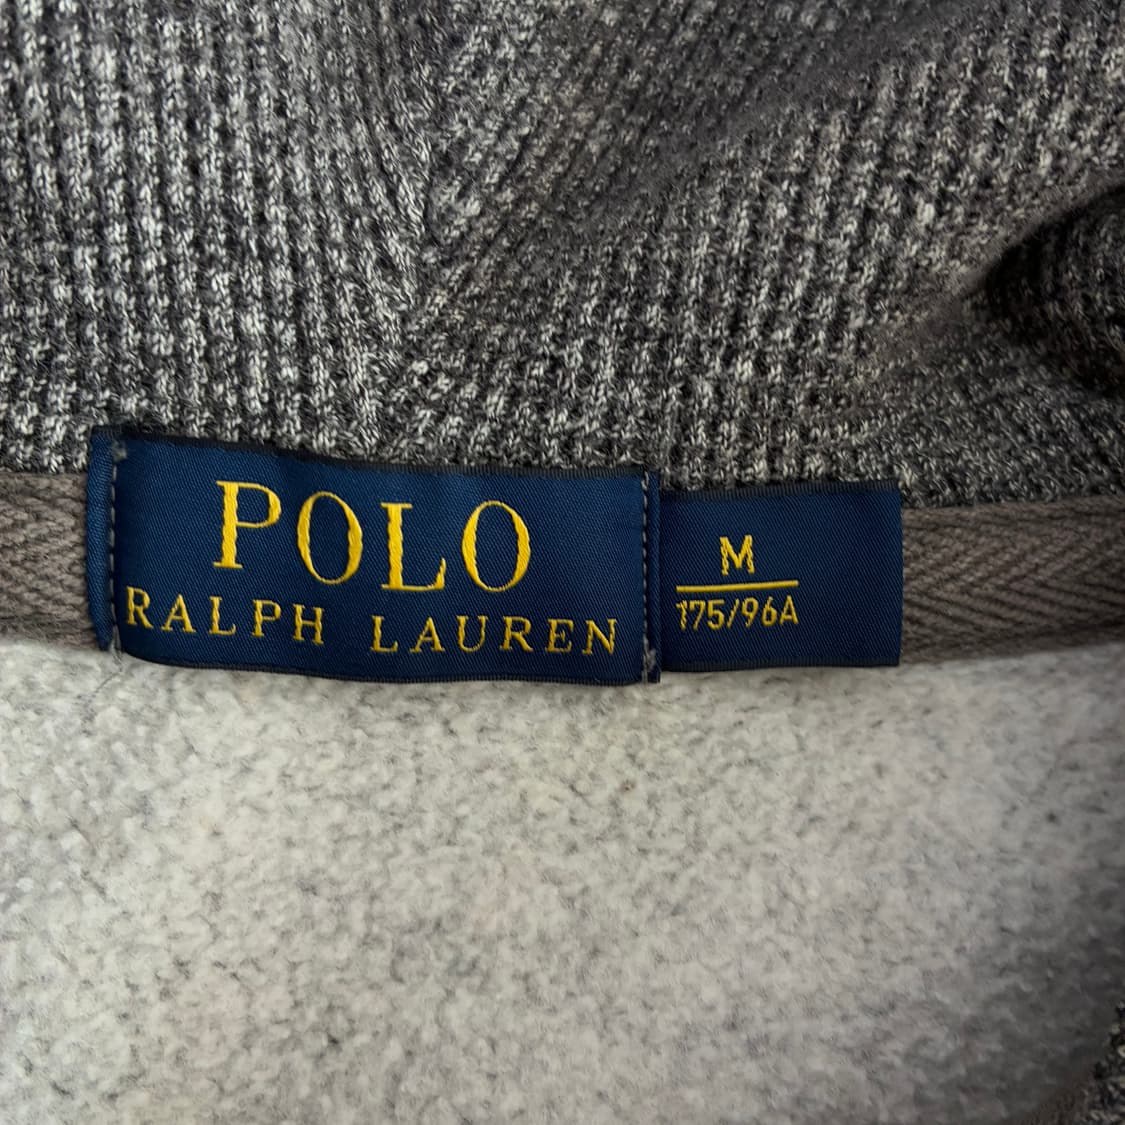 POLO
RALPH LAUREN
M
175/96A